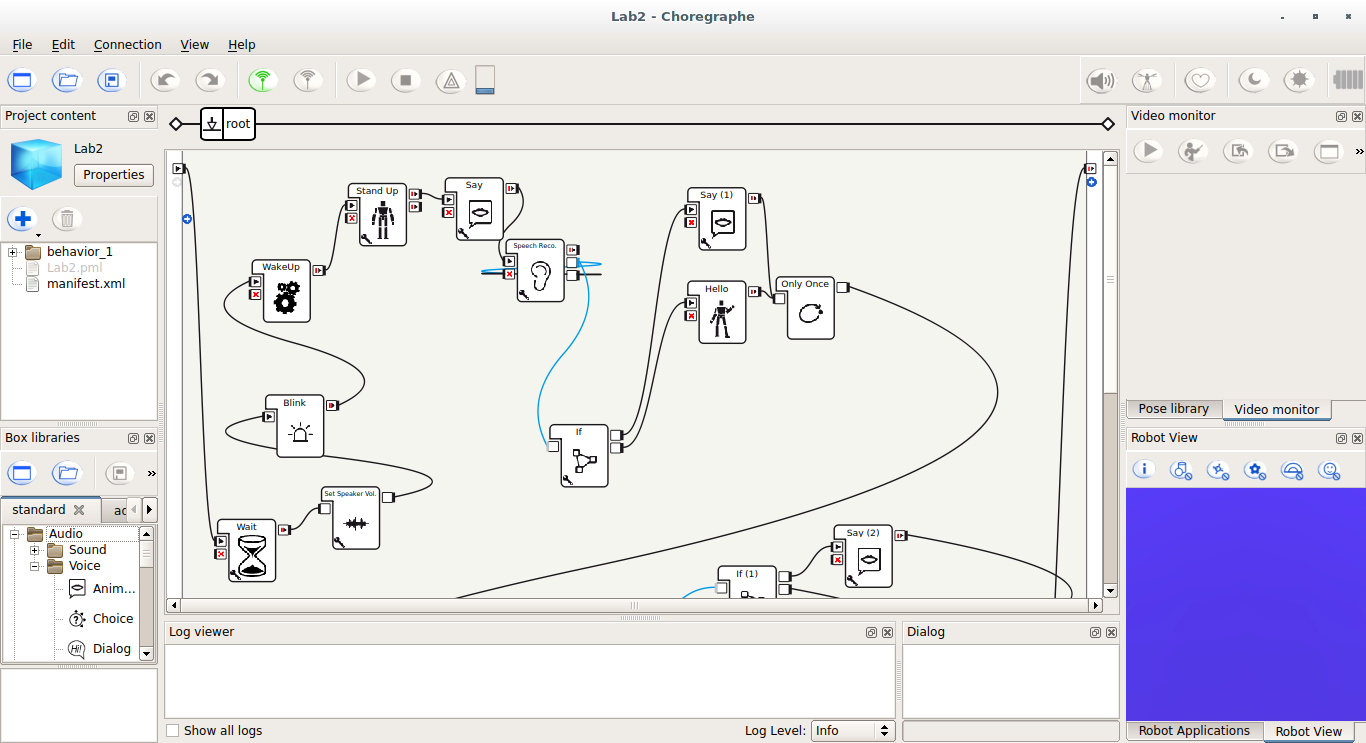 Lab2 - Choregraphe
File Edit Connection View Help
Project content
Lab2
Properties
behavior_1
Lab2.pml
manifest.xml
Box libraries
standard
ac
Audio
Sound
Voice
Anim...
Choice
Hi!
Dialog
root
Stand Up
Say
Say (1)
Speech Reco.
WakeUp
Hello
Only Once
Blink
If
Set Speaker Vol.
Wait
Say (2)
If (1)
Log viewer
Show all logs
Log Level: Info
Dialog
Video monitor
Pose library
Video monitor
Robot View
Robot Applications
Robot View